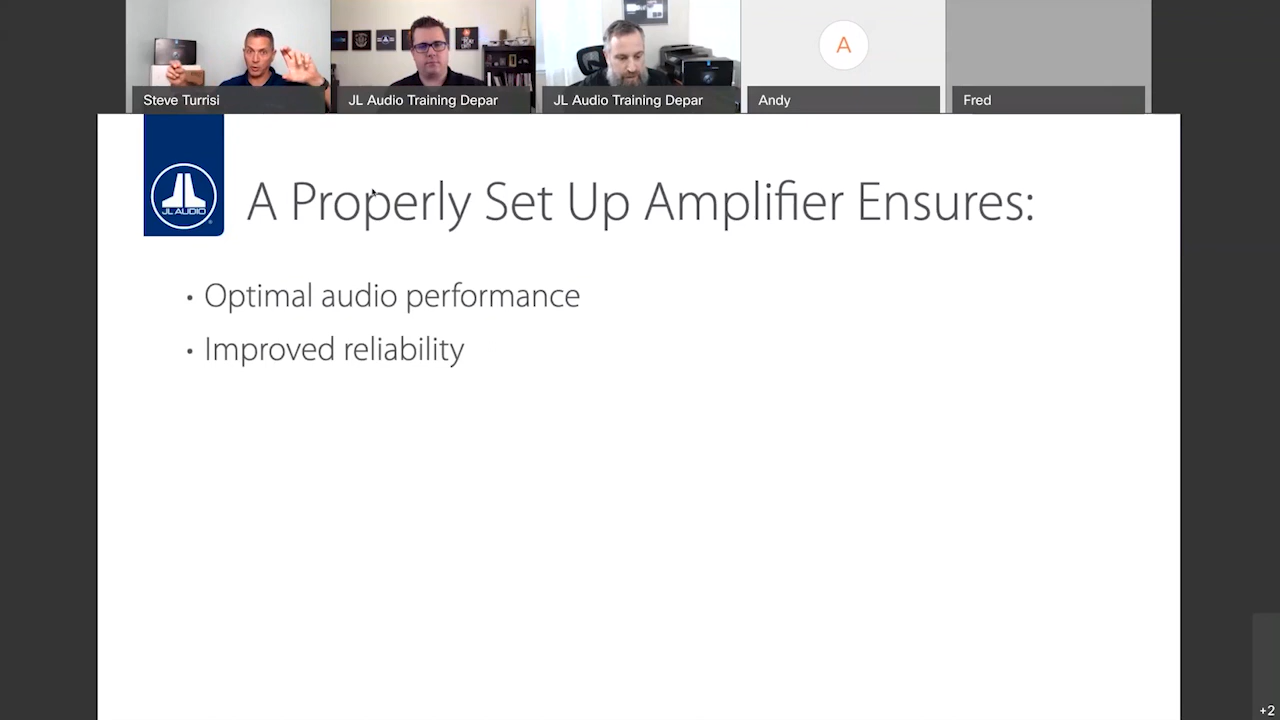 Steve Turrisi
JL Audio Training Depar
JL Audio Training Depar
A
Andy
Fred
JL AUDIO
A Properly Set Up Amplifier Ensures:
• Optimal audio performance
• Improved reliability
+2